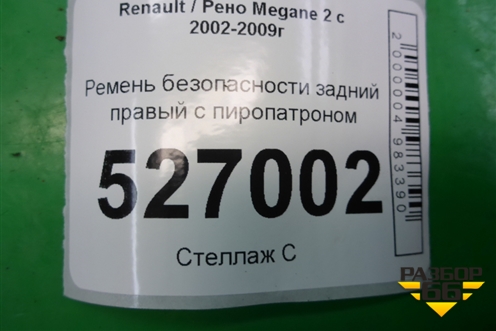 Renault / Рено Megane 2 с
2002-2009г
Ремень безопасности задний
правый с пиропатроном
527002
Стеллаж С
2000004983390
РАЗБОР
66